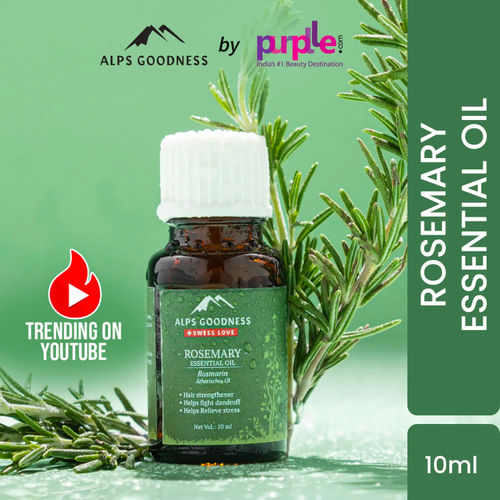 ALPS GOODNESS
by
purplle.com
India's #1 Beauty Destination
ROSEMARY
ESSENTIAL OIL
10ml
TRENDING ON
YOUTUBE
ALPS GOODNESS
SWISS LOVE
- ROSEMARY -
ESSENTIAL OIL
Rosmarin
Ätherisches Öl
• Hair strengthener
• Helps fight dandruff
• Helps Relieve stress
Net Vol.: 10 ml